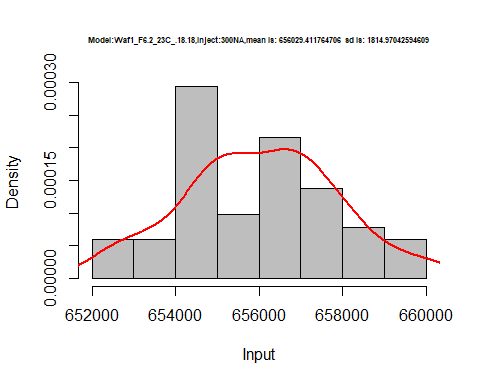 Model:Waf1_F6.2_23C_.18.18,Inject:300NA,mean is: 656029.411764706  sd is: 1814.97042594609
0.00030
0.00015
0.00000
Density
652000 654000 656000 658000 660000
Input